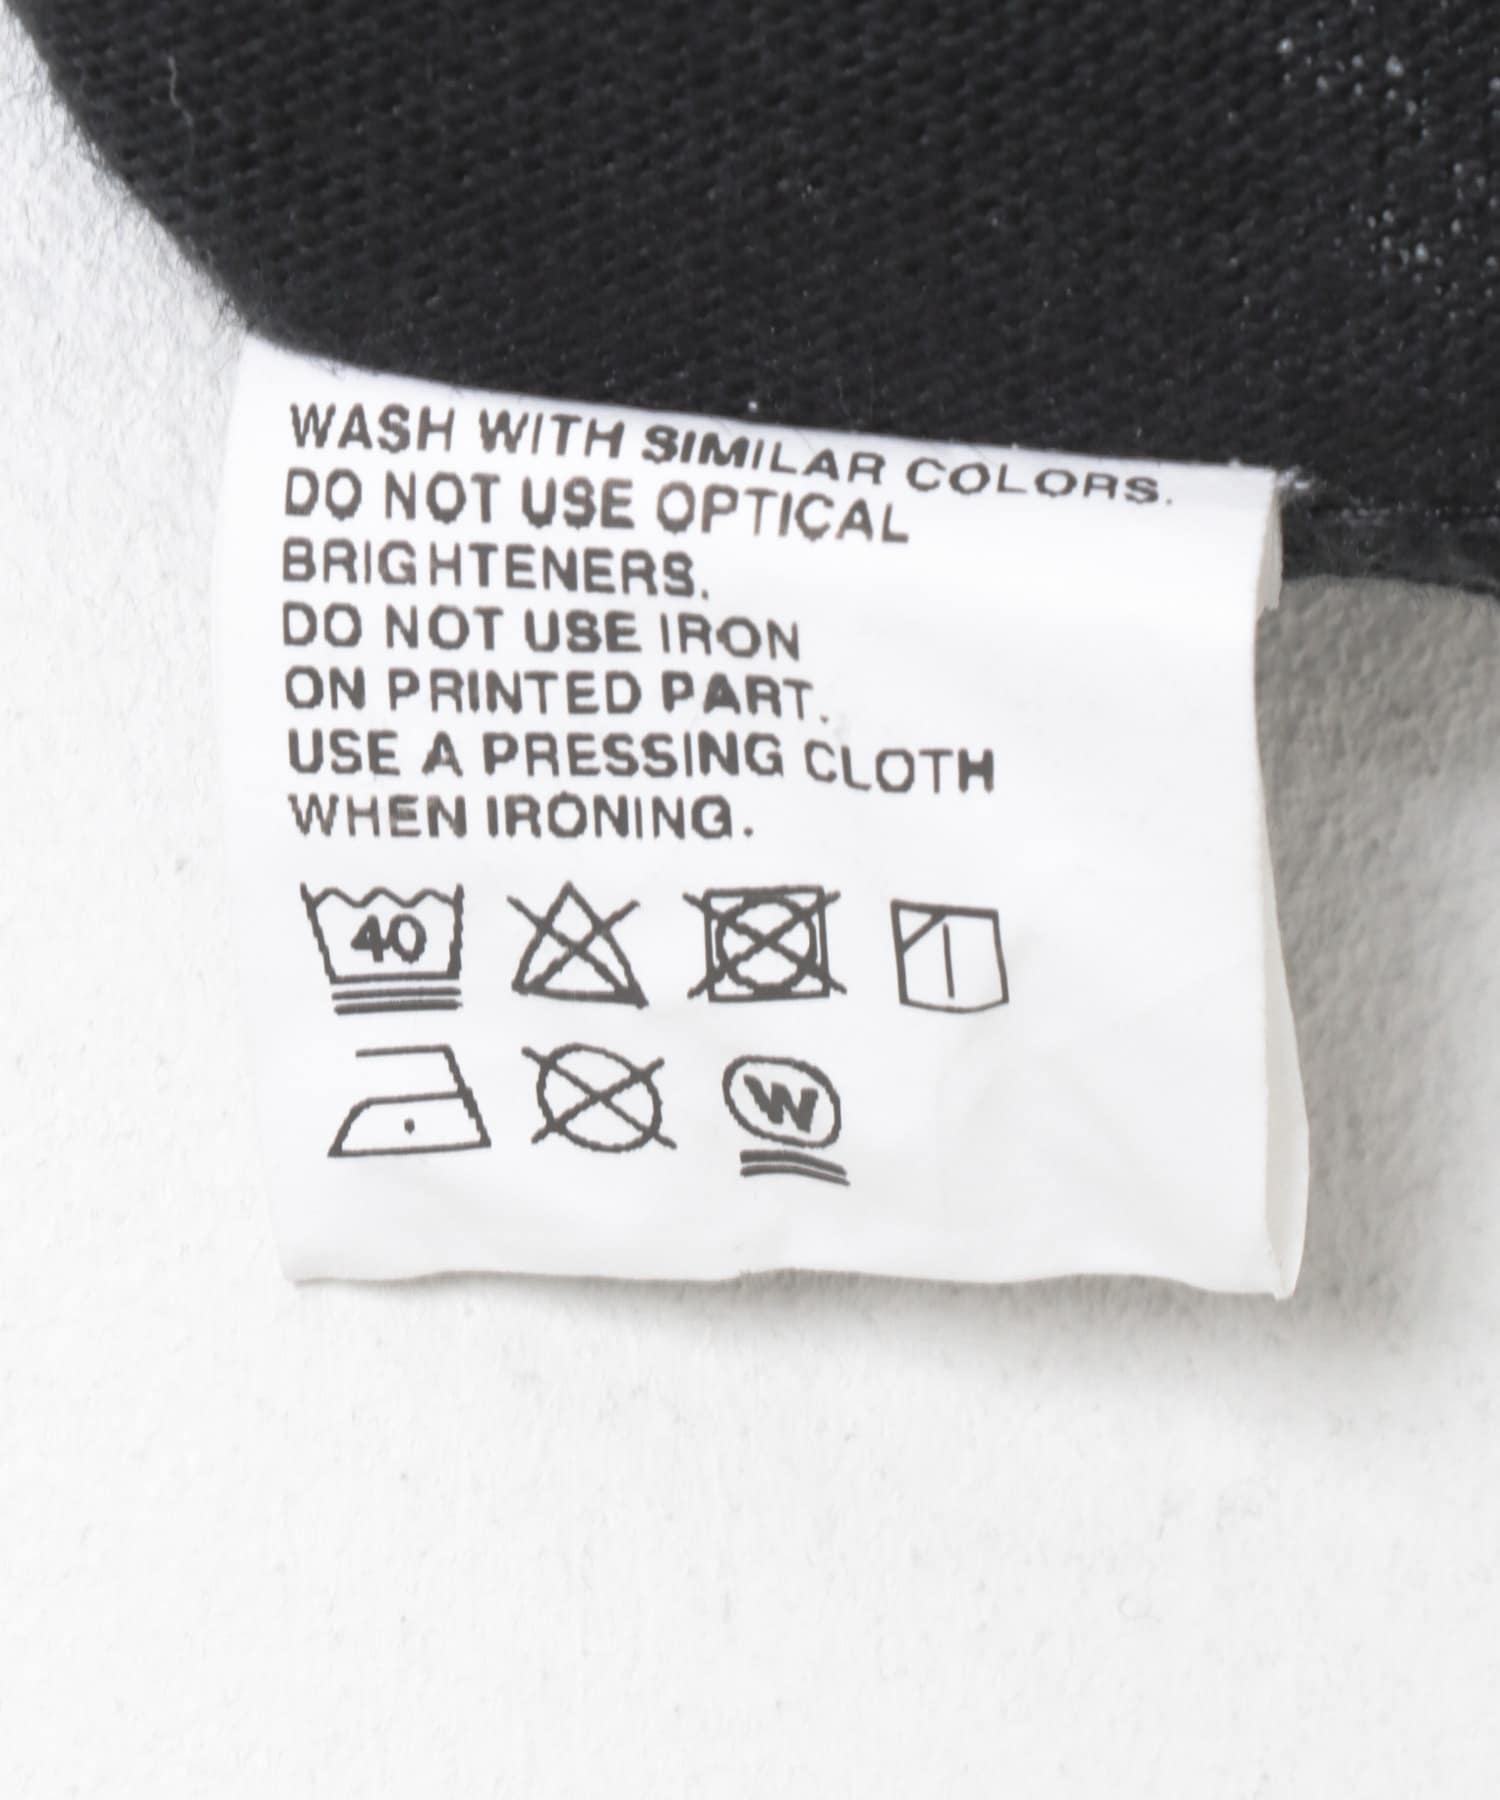 WASH WITH SIMILAR COLORS.
DO NOT USE OPTICAL
BRIGHTENERS.
DO NOT USE IRON
ON PRINTED PART.
USE A PRESSING CLOTH
WHEN IRONING.
40
W